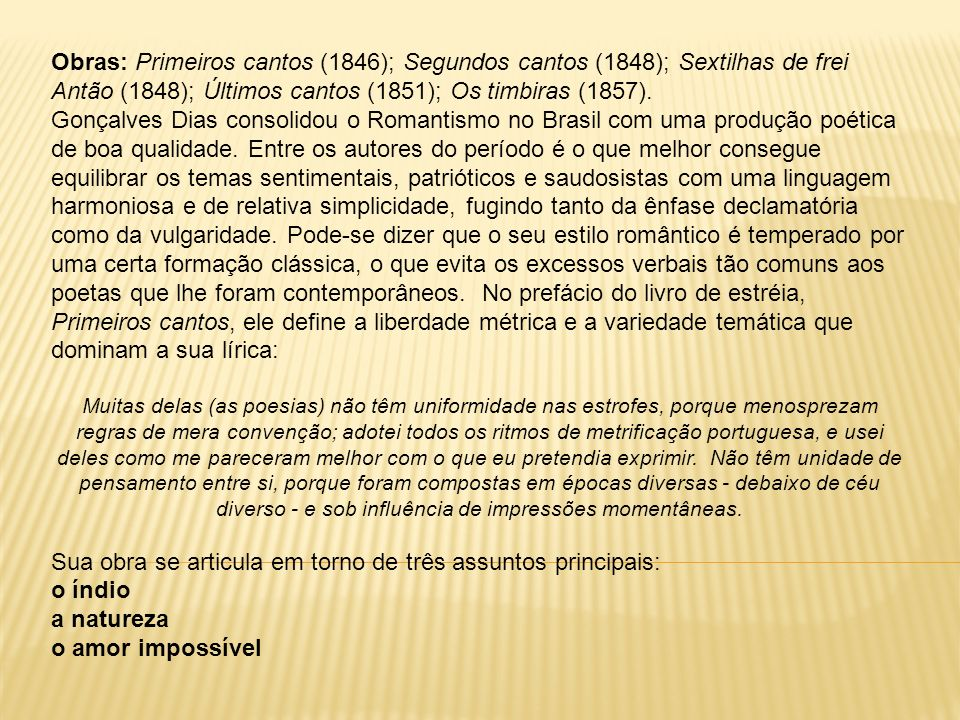 Obras: Primeiros cantos (1846); Segundos cantos (1848); Sextilhas de frei
Antão (1848); Últimos cantos (1851); Os timbiras (1857).
Gonçalves Dias consolidou o Romantismo no Brasil com uma produção poética
de boa qualidade. Entre os autores do período é o que melhor consegue
equilibrar os temas sentimentais, patrióticos e saudosistas com uma linguagem
harmoniosa e de relativa simplicidade, fugindo tanto da ênfase declamatória
como da vulgaridade. Pode-se dizer que o seu estilo romântico é temperado por
uma certa formação clássica, o que evita os excessos verbais tão comuns aos
poetas que lhe foram contemporâneos. No prefácio do livro de estréia,
Primeiros cantos, ele define a liberdade métrica e a variedade temática que
dominam a sua lírica:
Muitas delas (as poesias) não têm uniformidade nas estrofes, porque menosprezam
regras de mera convenção; adotei todos os ritmos de metrificação portuguesa, e usei
deles como me pareceram melhor com o que eu pretendia exprimir. Não têm unidade de
pensamento entre si, porque foram compostas em épocas diversas - debaixo de céu
diverso - e sob influência de impressões momentâneas.
Sua obra se articula em torno de três assuntos principais:
o índio
a natureza
o amor impossível